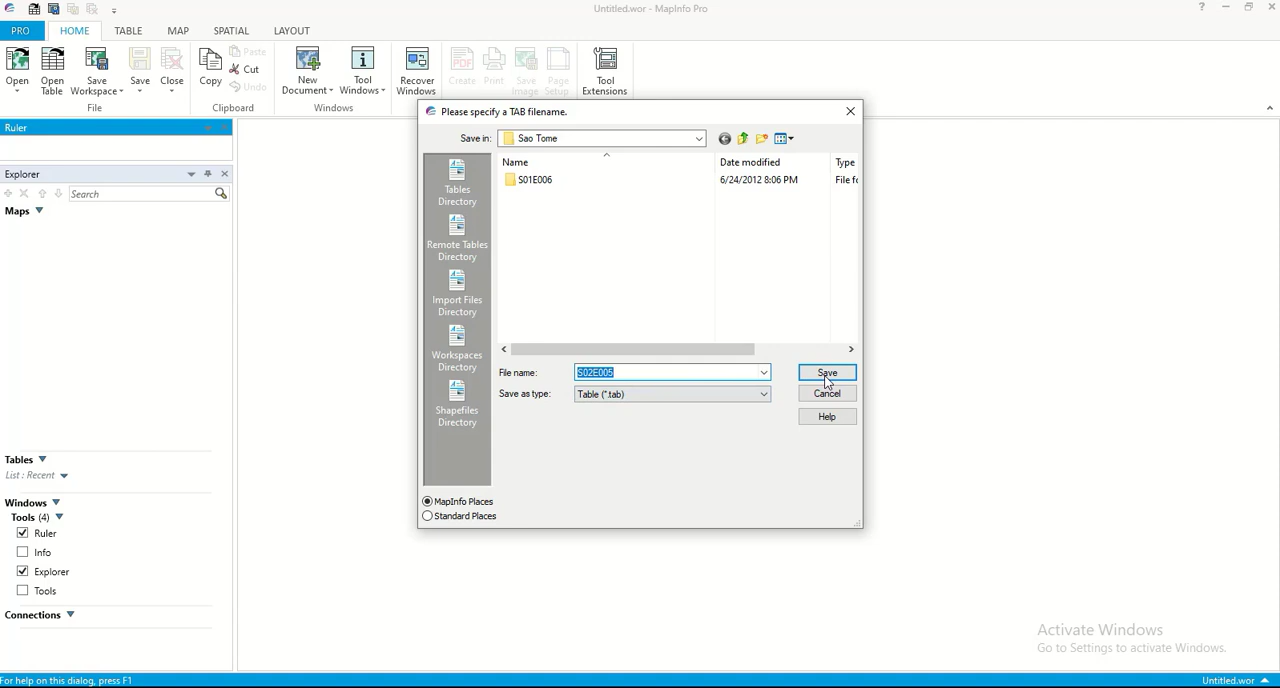 Untitled.wor - MapInfo Pro
?
PRO HOME TABLE MAP SPATIAL LAYOUT
Open
Open Table
Save Workspace
Save
Close
File
Copy
Paste
Cut
Undo
Clipboard
New Document
Tool Windows
Windows
Recover Windows
Create
Print
Save Image
Page Setup
Tool Extensions
Ruler
Explorer
Search
Maps
Tables
List : Recent
Windows
Tools (4)
Ruler
Info
Explorer
Tools
Connections
Please specify a TAB filename.
Save in: Sao Tome
Tables Directory
Remote Tables Directory
Import Files Directory
Workspaces Directory
Shapefiles Directory
Name Date modified Type
S01E006 6/24/2012 8:06 PM File fo
File name: S02E005 Save
Save as type: Table (*.tab) Cancel
Help
MapInfo Places
Standard Places
Activate Windows
Go to Settings to activate Windows.
For help on this dialog, press F1
Untitled.wor